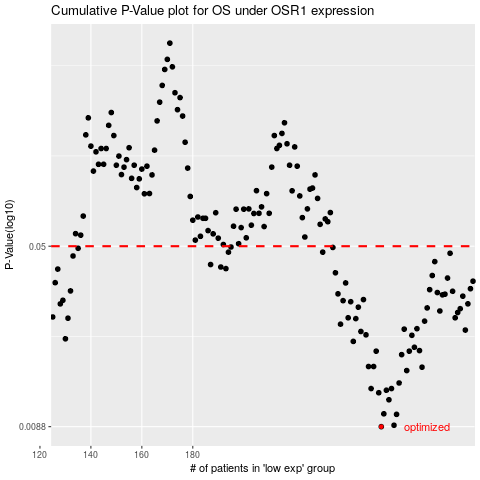 Cumulative P-Value plot for OS under OSR1 expression
P-Value(log10)
0.05
0.0088
optimized
120 140 160 180
# of patients in 'low exp' group